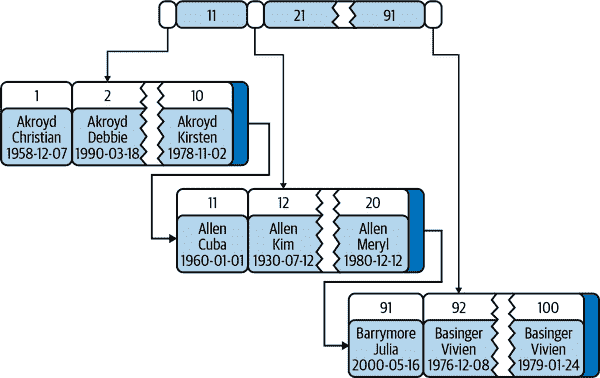 11 21 91
1 2 10
Akroyd Akroyd Akroyd
Christian Debbie Kirsten
1958-12-07 1990-03-18 1978-11-02
11 12 20
Allen Allen Allen
Cuba Kim Meryl
1960-01-01 1930-07-12 1980-12-12
91 92 100
Barrymore Basinger Basinger
Julia Vivien Vivien
2000-05-16 1976-12-08 1979-01-24